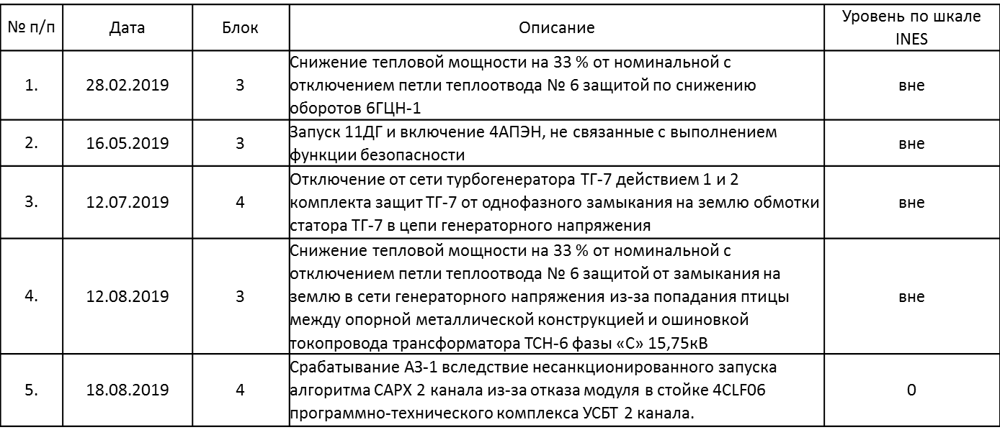 № п/п Дата Блок Описание Уровень по шкале
INES
1. 28.02.2019 3 Снижение тепловой мощности на 33 % от номинальной с
отключением петли теплоотвода № 6 защитой по снижению
оборотов 6ГЦН-1
вне
2. 16.05.2019 3 Запуск 11ДГ и включение 4АПЭН, не связанные с выполнением
функции безопасности
вне
3. 12.07.2019 4 Отключение от сети турбогенератора ТГ-7 действием 1 и 2
комплекта защит ТГ-7 от однофазного замыкания на землю обмотки
статора ТГ-7 в цепи генераторного напряжения
вне
4. 12.08.2019 3 Снижение тепловой мощности на 33 % от номинальной с
отключением петли теплоотвода № 6 защитой от замыкания на
землю в сети генераторного напряжения из-за попадания птицы
между опорной металлической конструкцией и ошиновкой
токопровода трансформатора ТСН-6 фазы «С» 15,75кВ
вне
5. 18.08.2019 4 Срабатывание АЗ-1 вследствие несанкционированного запуска
алгоритма САРХ 2 канала из-за отказа модуля в стойке 4CLF06
программно-технического комплекса УСБТ 2 канала.
0